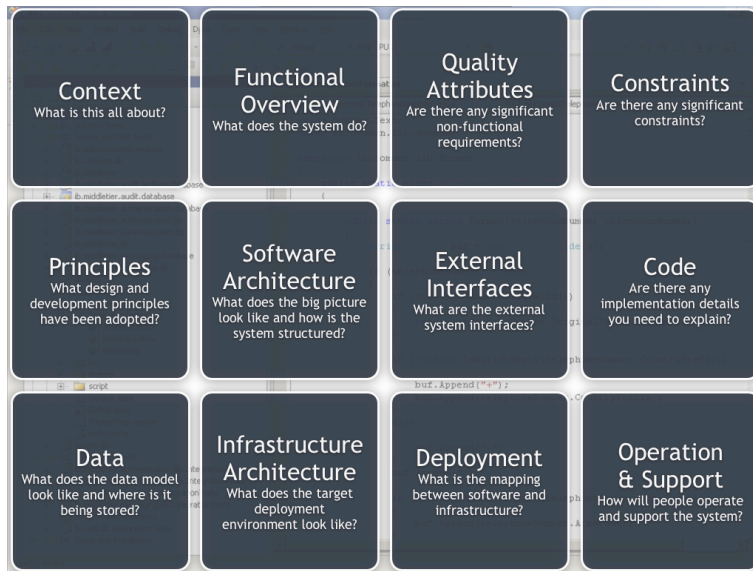 Context
What is this all about?
Functional
Overview
What does the system do?
Quality
Attributes
Are there any significant
non-functional
requirements?
Constraints
Are there any significant
constraints?
ib.middletier.audit.database
Principles
What design and
development principles
have been adopted?
Software
Architecture
What does the big picture
look like and how is the
system structured?
External
Interfaces
What are the external
system interfaces?
Code
Are there any
implementation details
you need to explain?
script
buf.Append("+");
Data
What does the data model
look like and where is it
being stored?
Infrastructure
Architecture
What does the target
deployment
environment look like?
Deployment
What is the mapping
between software and
infrastructure?
Operation
& Support
How will people operate
and support the system?